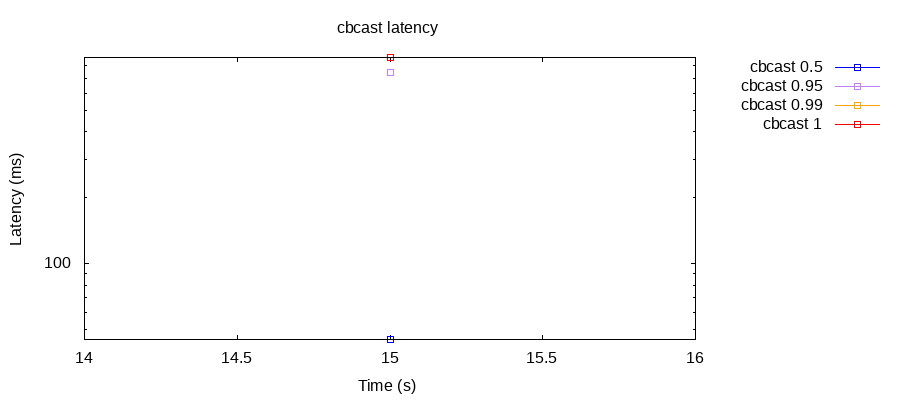 cbcast latency
cbcast 0.5
cbcast 0.95
cbcast 0.99
cbcast 1
Latency (ms)
100
14 14.5 15 15.5 16
Time (s)